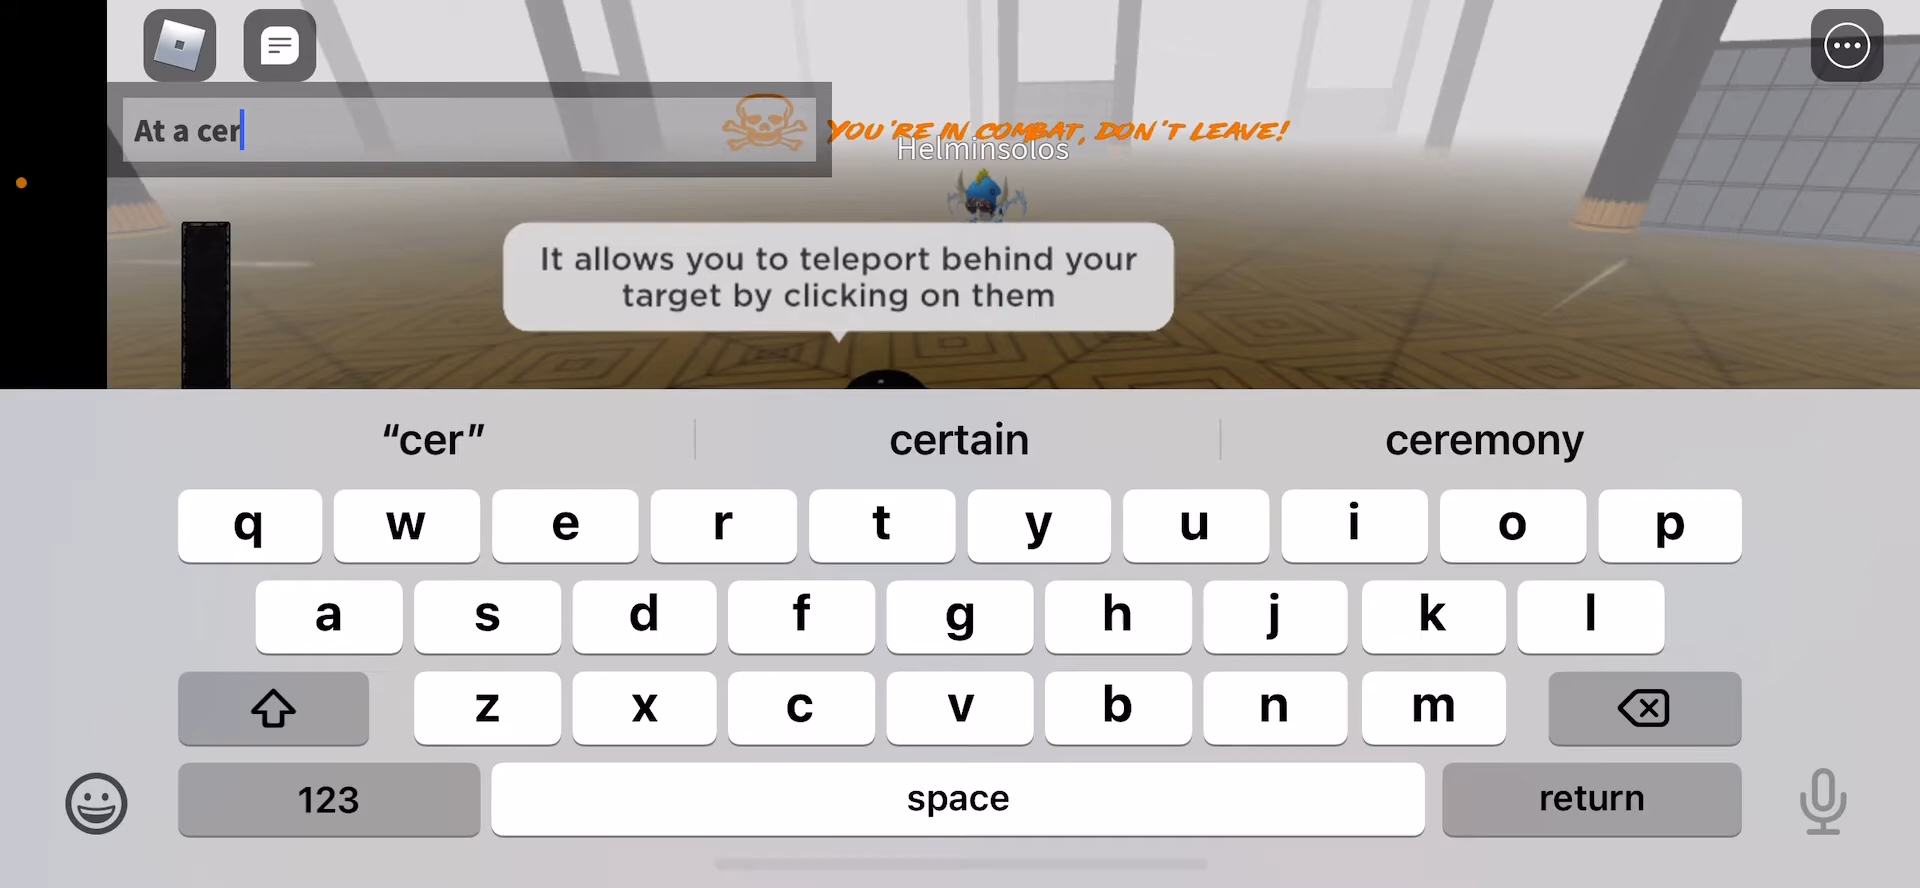 At a cer
YOU'RE IN COMBAT, DON'T LEAVE!
Helminsolos
It allows you to teleport behind your
target by clicking on them
“cer” certain ceremony
q w e r t y u i o p
a s d f g h j k l
z x c v b n m
123 space return